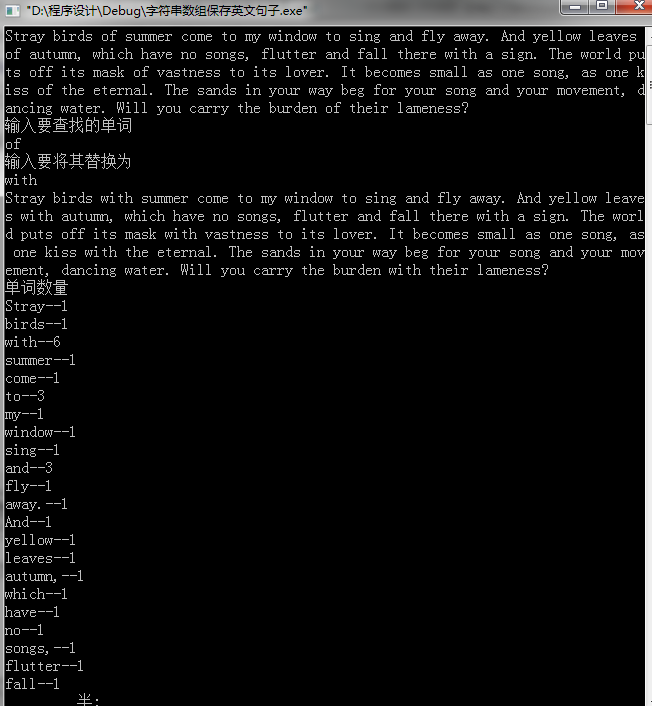 "D:\程序设计\Debug\字符串数组保存英文句子.exe"
Stray birds of summer come to my window to sing and fly away. And yellow leaves
of autumn, which have no songs, flutter and fall there with a sign. The world pu
ts off its mask of vastness to its lover. It becomes small as one song, as one k
iss of the eternal. The sands in your way beg for your song and your movement, d
ancing water. Will you carry the burden of their lameness?
输入要查找的单词
of
输入要将其替换为
with
Stray birds with summer come to my window to sing and fly away. And yellow leave
s with autumn, which have no songs, flutter and fall there with a sign. The worl
d puts off its mask with vastness to its lover. It becomes small as one song, as
 one kiss with the eternal. The sands in your way beg for your song and your mov
ement, dancing water. Will you carry the burden with their lameness?
单词数量
Stray--1
birds--1
with--6
summer--1
come--1
to--3
my--1
window--1
sing--1
and--3
fly--1
away.--1
And--1
yellow--1
leaves--1
autumn,--1
which--1
have--1
no--1
songs,--1
flutter--1
fall--1
半: